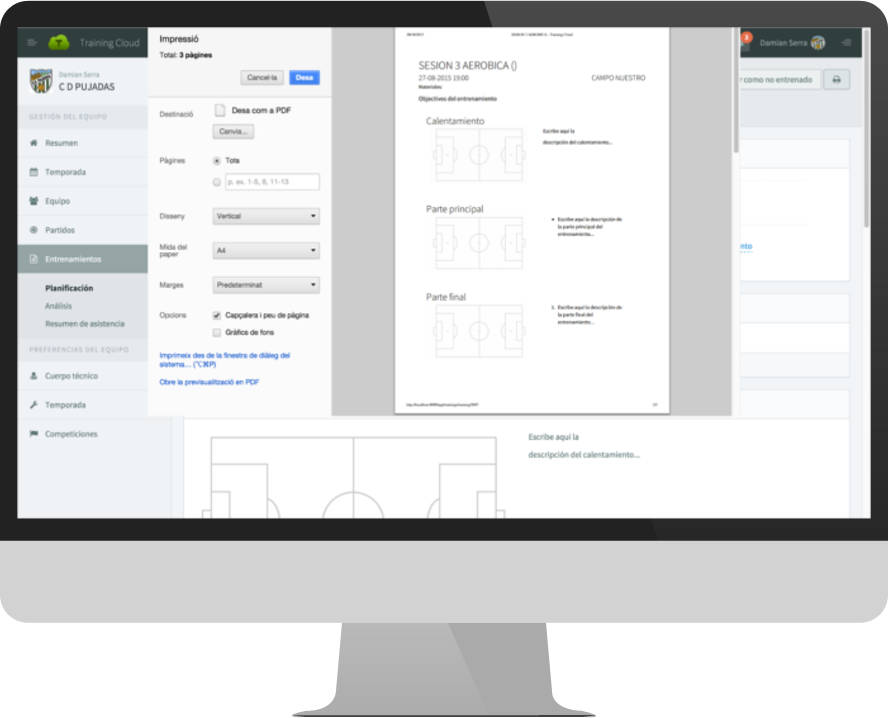 Training Cloud
Damian Serra
C D PUJADAS
GESTIÓN DEL EQUIPO
Resumen
Temporada
Equipo
Partidos
Entrenamientos
Planificación
Análisis
Resumen de asistencia
PREFERENCIAS DEL EQUIPO
Cuerpo técnico
Temporada
Competiciones
Impressió
Total: 3 pàgines
Cancel·la
Desa
Destinació
Desa com a PDF
Canvia...
Pàgines
Tots
p. ex. 1-5, 8, 11-13
Disseny
Vertical
Mida del
paper
A4
Marges
Predeterminat
Opcions
Capçalera i peu de pàgina
Gràfics de fons
Imprimeix des de la finestra de diàleg del
sistema... (⌥⌘P)
Obre la previsualització en PDF
SESION 3 AEROBICA ()
27-08-2015 19:00
CAMPO NUESTRO
Materiales:
Objectivos del entrenamiento
Calentamiento
Escribe aquí la
descripción del calentamiento...
Parte principal
• Escribe aquí la descripción de
la parte principal del
entrenamiento...
Parte final
1. Escribe aquí la descripción de
la parte final del
entrenamiento...
3
Damian Serra
como no entrenado
nto
Escribe aquí la
descripción del calentamiento...